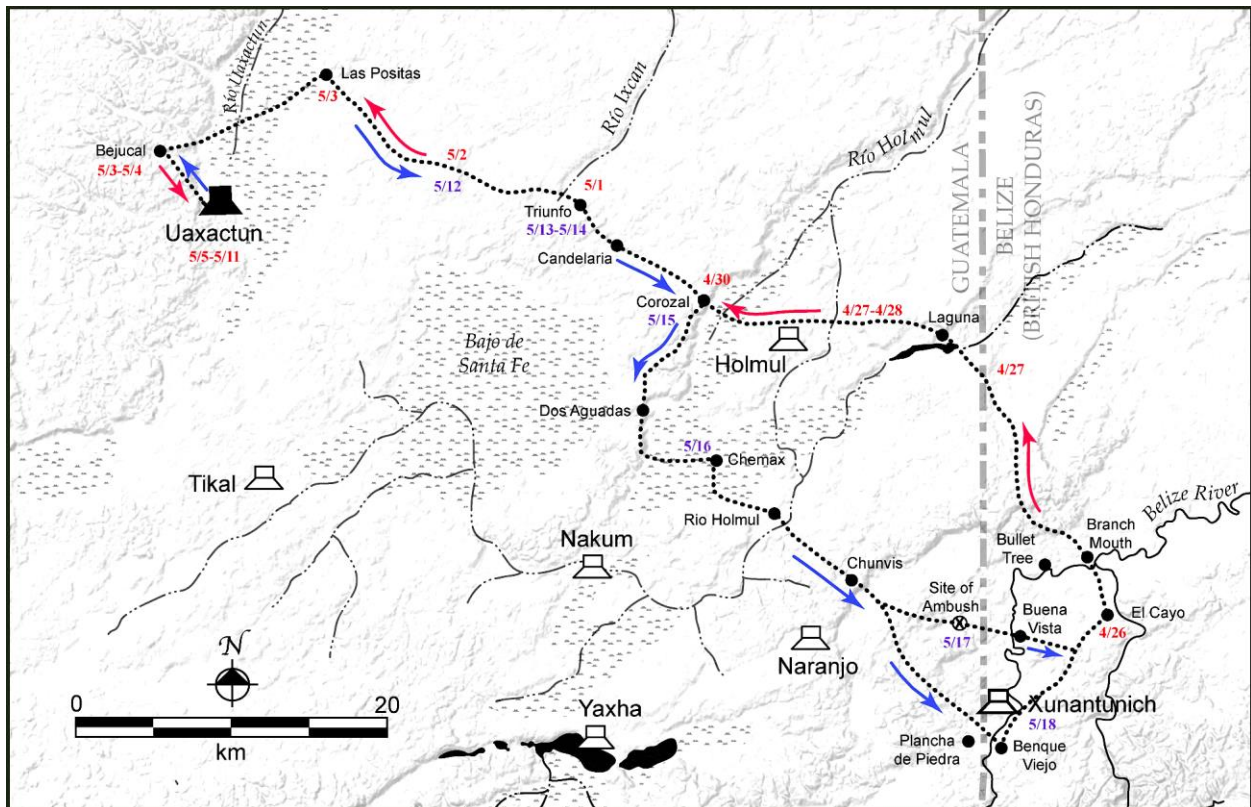 Las Positas
5/3
Río Uaxactun
Río Ixcan
Río Holmul
GUATEMALA
BELIZE
(BRITISH HONDURAS)
Bejucal
5/3-5/4
5/2
5/12
5/1
Triunfo
5/13-5/14
Uaxactun
5/5-5/11
Candelaria
4/30
Corozal
5/15
4/27-4/28
Laguna
Holmul
4/27
Bajo de
Santa Fe
Dos Aguadas
5/16
Chemax
Tikal
Rio Holmul
Belize River
Nakum
Bullet
Tree
Branch
Mouth
Chunvis
Site of
Ambush
5/17
Buena
Vista
El Cayo
4/26
Naranjo
N
0
20
km
Yaxha
Xunantunich
5/18
Plancha
de Piedra
Benque
Viejo